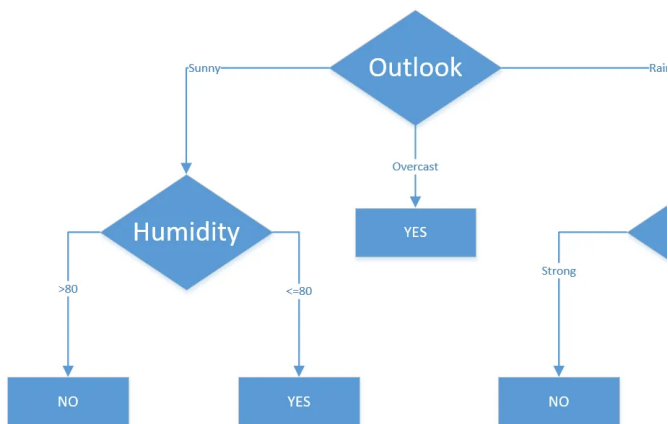 Outlook
Sunny
Overcast
Humidity
YES
Strong
>80
<=80
NO
YES
NO